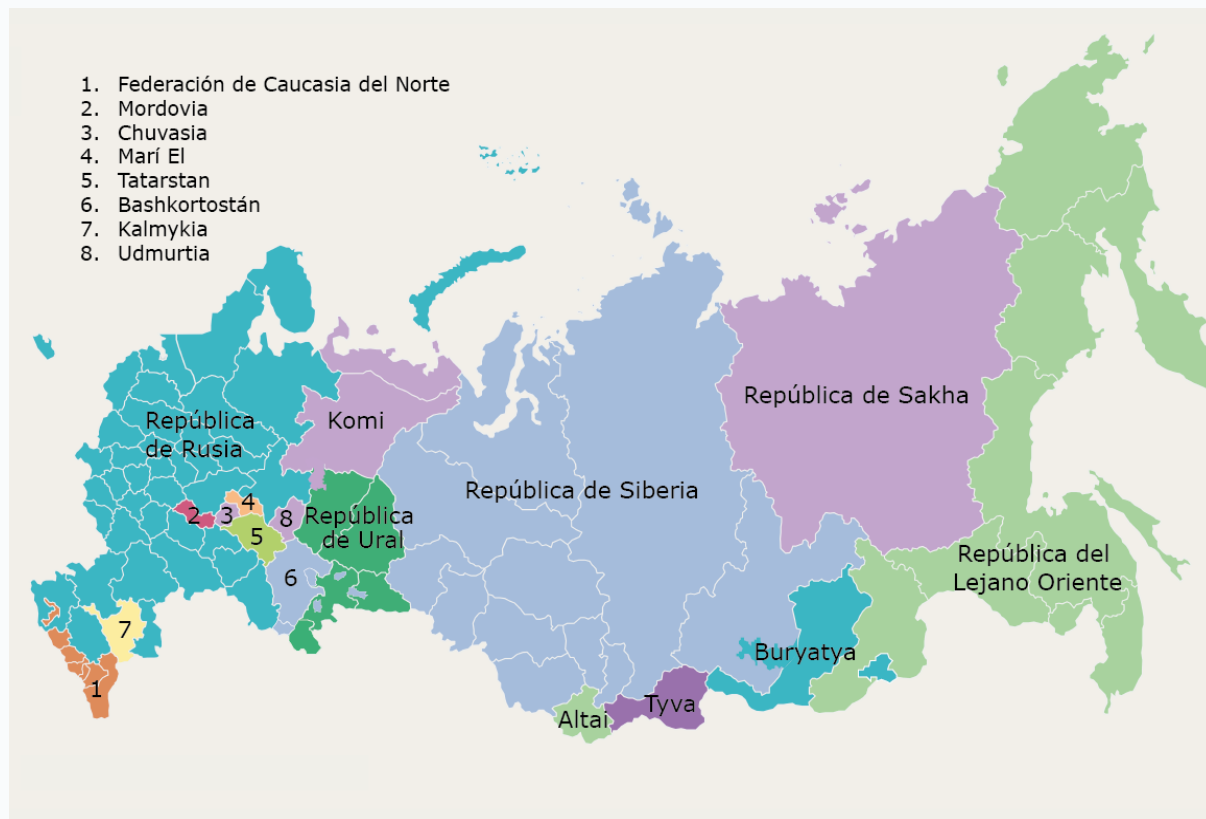 1. Federación de Caucasia del Norte
2. Mordovia
3. Chuvasia
4. Marí El
5. Tatarstan
6. Bashkortostán
7. Kalmykia
8. Udmurtia
República de Sakha
República
de Rusia
Komi
República de Siberia
4
2
3
8
República
de Ural
5
6
República del
Lejano Oriente
7
Buryatya
1
Tyva
Altai